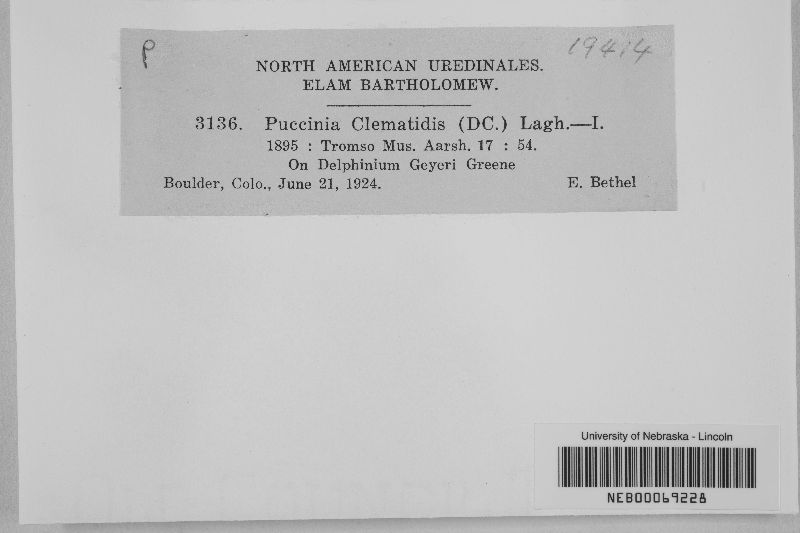 P
19414
NORTH AMERICAN UREDINALES.
ELAM BARTHOLOMEW.
3136. Puccinia Clematidis (DC.) Lagh.—I.
1895 : Tromso Mus. Aarsh. 17 : 54.
On Delphinium Geyeri Greene
Boulder, Colo., June 21, 1924. E. Bethel
University of Nebraska - Lincoln
NEB00069228